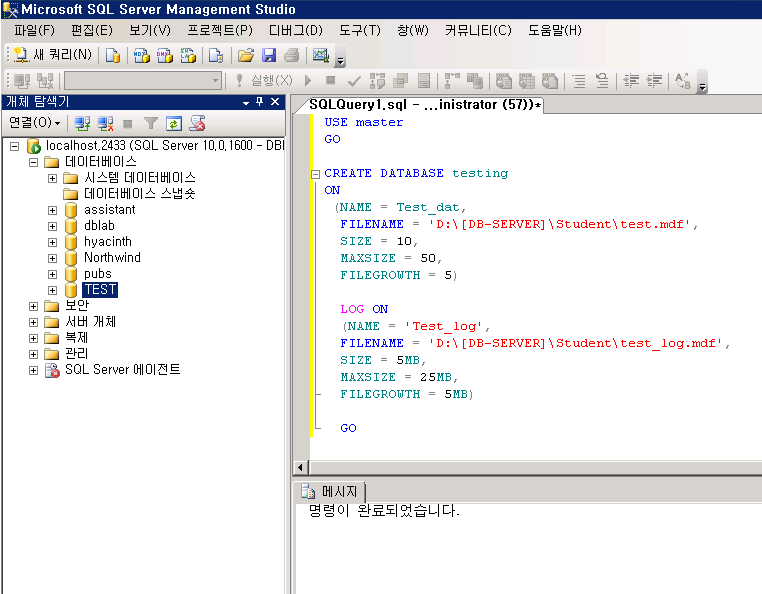 Microsoft SQL Server Management Studio
파일(F) 편집(E) 보기(V) 프로젝트(P) 디버그(D) 도구(T) 창(W) 커뮤니티(C) 도움말(H)
새 쿼리(N)
실행(X)
개체 탐색기
연결(O)
localhost,2433 (SQL Server 10,0,1600 - DBI
데이터베이스
시스템 데이터베이스
데이터베이스 스냅숏
assistant
dblab
hyacinth
Northwind
pubs
TEST
보안
서버 개체
복제
관리
SQL Server 에이전트
SQLQuery1.sql - ...inistrator (57))*
USE master
GO
CREATE DATABASE testing
ON
(NAME = Test_dat,
FILENAME = 'D:\[DB-SERVER]\Student\test.mdf',
SIZE = 10,
MAXSIZE = 50,
FILEGROWTH = 5)
LOG ON
(NAME = 'Test_log',
FILENAME = 'D:\[DB-SERVER]\Student\test_log.mdf',
SIZE = 5MB,
MAXSIZE = 25MB,
FILEGROWTH = 5MB)
GO
메시지
명령이 완료되었습니다.